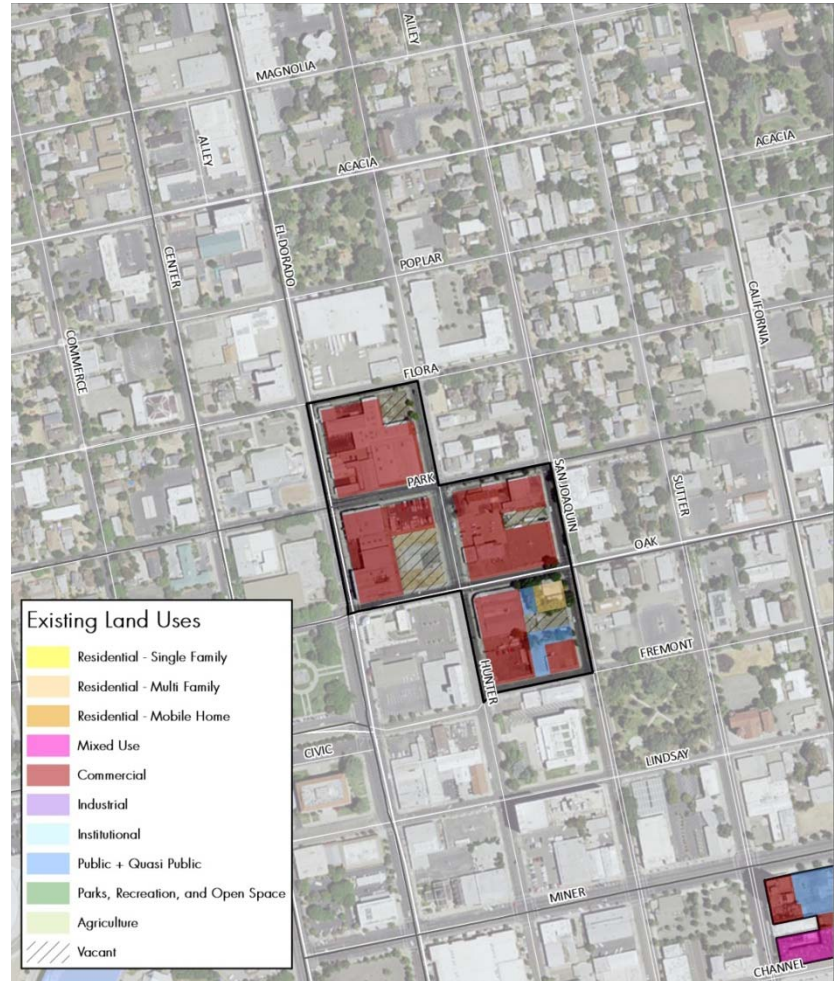 ALLEY
MAGNOLIA
ALLEY
ACACIA
ACACIA
EL DORADO
CENTER
POPLAR
CALIFORNIA
COMMERCE
FLORA
PARK
SAN JOAQUIN
SUTTER
OAK
HUNTER
FREMONT
CIVIC
LINDSAY
MINER
CHANNEL
Existing Land Uses
Residential - Single Family
Residential - Multi Family
Residential - Mobile Home
Mixed Use
Commercial
Industrial
Institutional
Public + Quasi Public
Parks, Recreation, and Open Space
Agriculture
Vacant